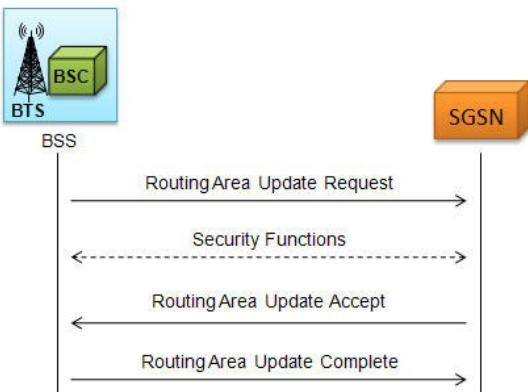 BSC
BTS
BSS
SGSN
Routing Area Update Request
Security Functions
Routing Area Update Accept
Routing Area Update Complete